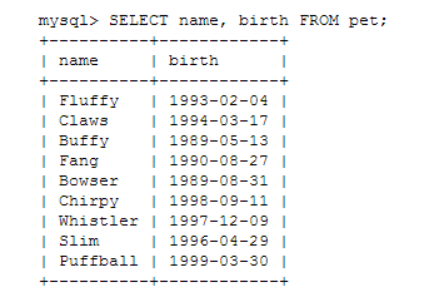 mysql> SELECT name, birth FROM pet;
+----------+------------+
| name     | birth      |
+----------+------------+
| Fluffy   | 1993-02-04 |
| Claws    | 1994-03-17 |
| Buffy    | 1989-05-13 |
| Fang     | 1990-08-27 |
| Bowser   | 1989-08-31 |
| Chirpy   | 1998-09-11 |
| Whistler | 1997-12-09 |
| Slim     | 1996-04-29 |
| Puffball | 1999-03-30 |
+----------+------------+